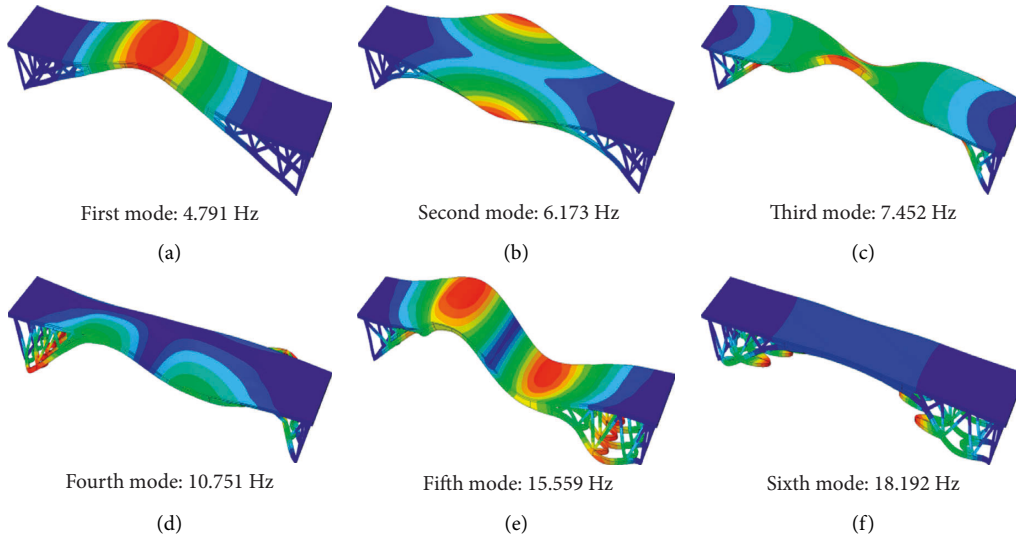 First mode: 4.791 Hz
Second mode: 6.173 Hz
Third mode: 7.452 Hz
(a)
(b)
(c)
Fourth mode: 10.751 Hz
Fifth mode: 15.559 Hz
Sixth mode: 18.192 Hz
(d)
(e)
(f)